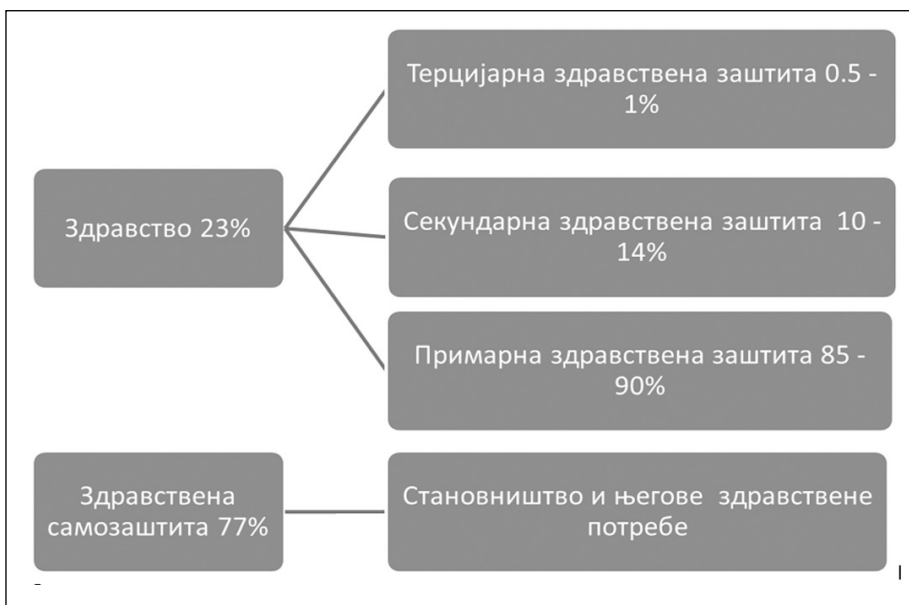 Терцијарна здравствена заштита 0.5 -
1%
Здравство 23%
Секундарна здравствена заштита  10 -
14%
Примарна здравствена заштита 85 -
90%
Здравствена
самозаштита 77%
Становништво и његове  здравствене
потребе